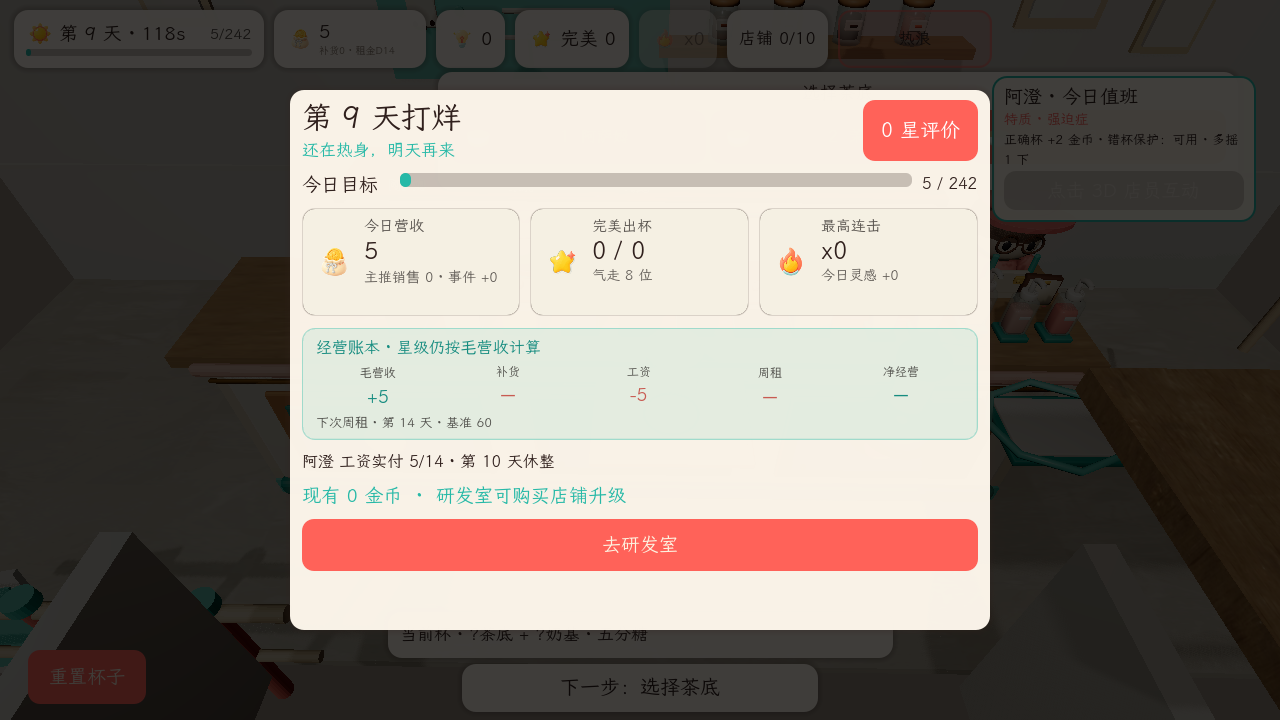 第 9 天·118s
5/242
5
补货0·租金D14
0
完美 0
x0
店铺 0/10
阿澄·今日值班
特质·强迫症
正确杯 +2 金币·错杯保护：可用·多摇
1 下
第 9 天打烊
还在热身，明天再来
0 星评价
今日目标
5 / 242
今日营收
5
主推销售 0·事件 +0
完美出杯
0 / 0
气走 8 位
最高连击
x0
今日灵感 +0
经营账本·星级仍按毛营收计算
毛营收
补货
工资
周租
净经营
+5
—
-5
—
—
下次周租·第 14 天·基准 60
阿澄 工资实付 5/14·第 10 天休整
现有 0 金币 · 研发室可购买店铺升级
去研发室
当前杯·?茶底 + ?奶基·五分糖
重置杯子
下一步：选择茶底